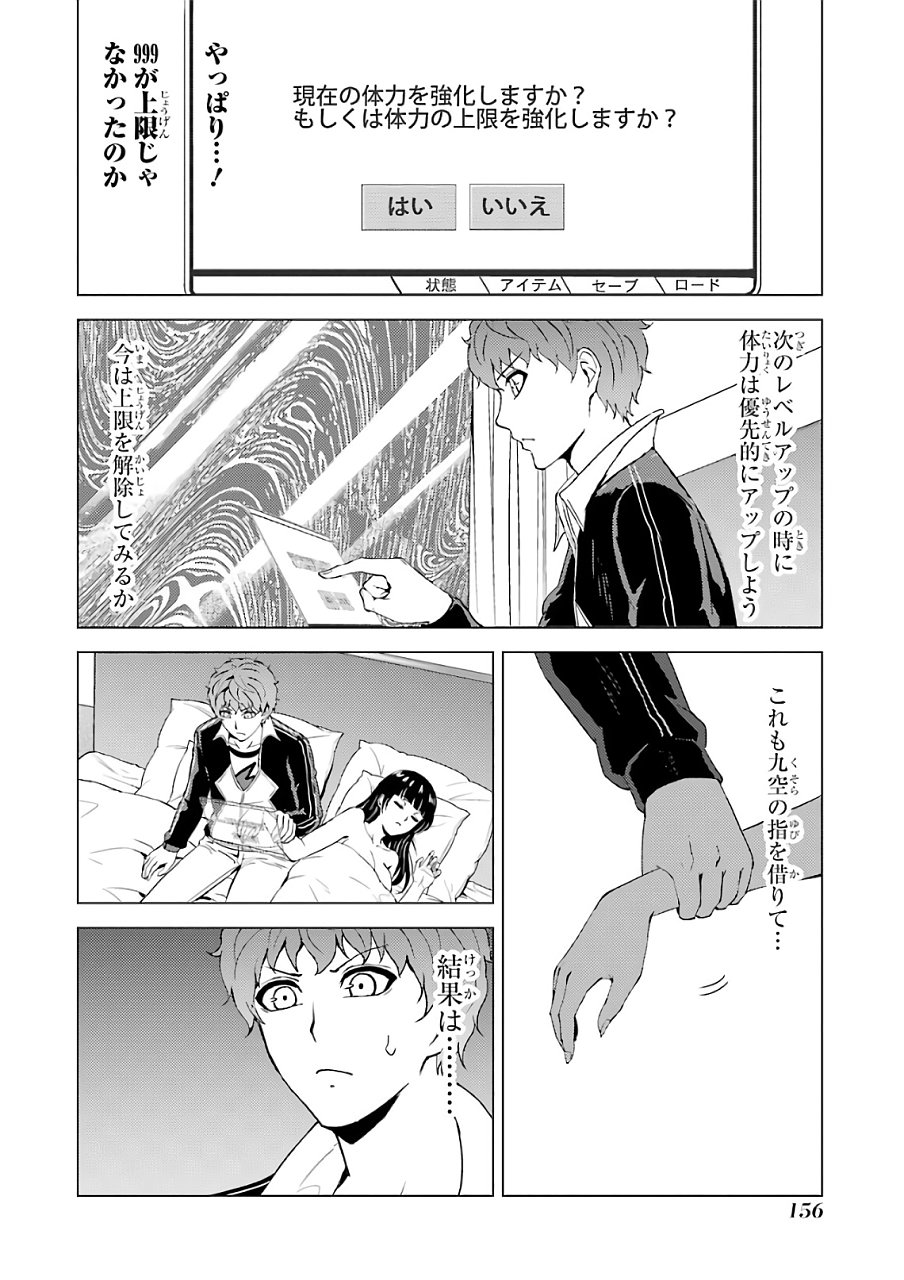 現在の体力を強化しますか？
もしくは体力の上限を強化しますか？
はい
いいえ
状態
アイテム
セーブ
ロード
やっぱり…！
999が上限じゃ
なかったのか
次のレベルアップの時に
体力は優先的にアップしよう
今は上限を解除してみるか
これも九空の指を借りて…
結果は…………
156